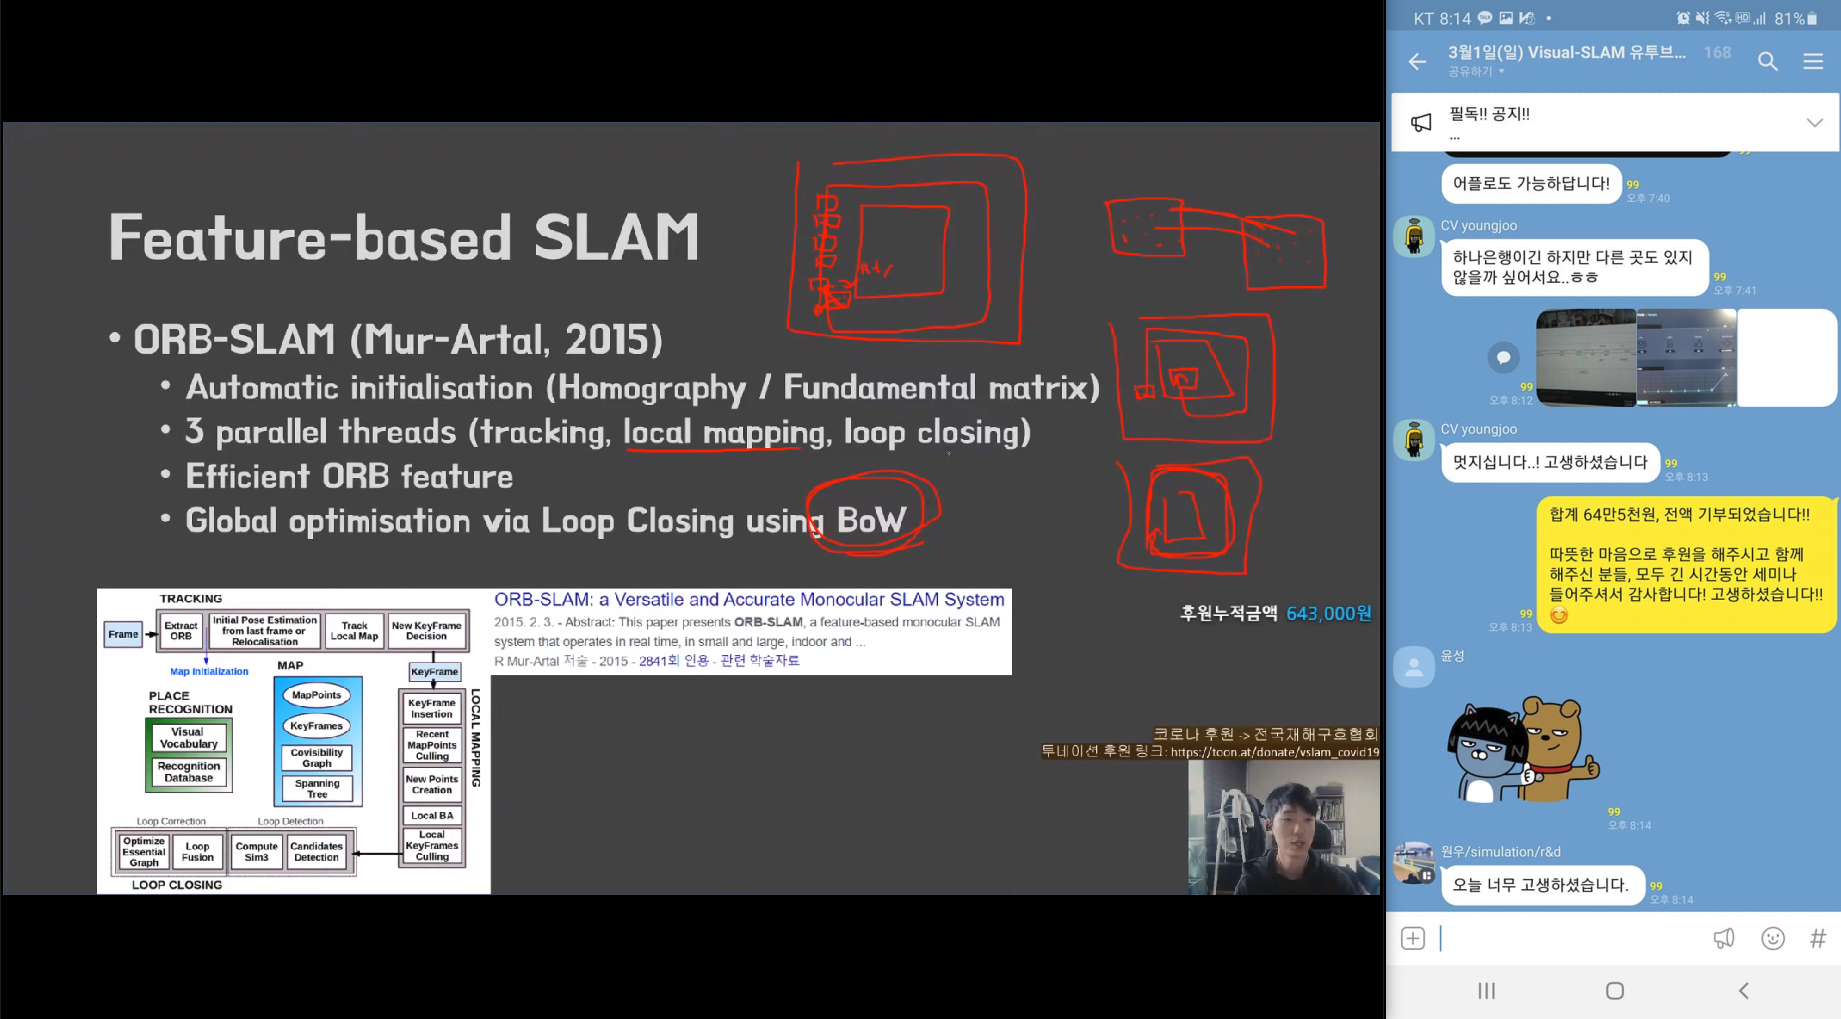 Feature-based SLAM
• ORB-SLAM (Mur-Artal, 2015)
• Automatic initialisation (Homography / Fundamental matrix)
• 3 parallel threads (tracking, local mapping, loop closing)
• Efficient ORB feature
• Global optimisation via Loop Closing using BoW
TRACKING
Frame
Extract
ORB
Initial Pose Estimation
from last frame or
Relocalisation
Track
Local Map
New KeyFrame
Decision
Map Initialization
MAP
KeyFrame
PLACE
RECOGNITION
Visual
Vocabulary
Recognition
Database
MapPoints
KeyFrames
Covisibility
Graph
Spanning
Tree
KeyFrame
Insertion
Recent
MapPoints
Culling
New Points
Creation
Local BA
Local
KeyFrames
Culling
LOCAL MAPPING
Loop Correction
Loop Detection
Optimize
Essential
Graph
Loop
Fusion
Compute
Sim3
Candidates
Detection
LOOP CLOSING
ORB-SLAM: a Versatile and Accurate Monocular SLAM System
2015. 2. 3. - Abstract: This paper presents ORB-SLAM, a feature-based monocular SLAM
system that operates in real time, in small and large, indoor and ...
R Mur-Artal 저술 - 2015 - 2841회 인용 - 관련 학술자료
후원누적금액 643,000원
코로나 후원 -> 전국재해구호협회
투네이션 후원 링크: https://toon.at/donate/vslam_covid19
KT 8:14
81%
3월1일(일) Visual-SLAM 유투브... 168
공유하기
필독!! 공지!!
...
어플로도 가능하답니다!
99
오후 7:40
CV youngjoo
하나은행이긴 하지만 다른 곳도 있지
않을까 싶어서요..ㅎㅎ
99
오후 7:41
99
오후 8:12
CV youngjoo
멋지십니다..! 고생하셨습니다
99
오후 8:13
합계 64만5천원, 전액 기부되었습니다!!
따뜻한 마음으로 후원을 해주시고 함께
해주신 분들, 모두 긴 시간동안 세미나
들어주셔서 감사합니다! 고생하셨습니다!!
99
오후 8:13
윤성
99
오후 8:14
원우/simulation/r&d
오늘 너무 고생하셨습니다.
99
오후 8:14